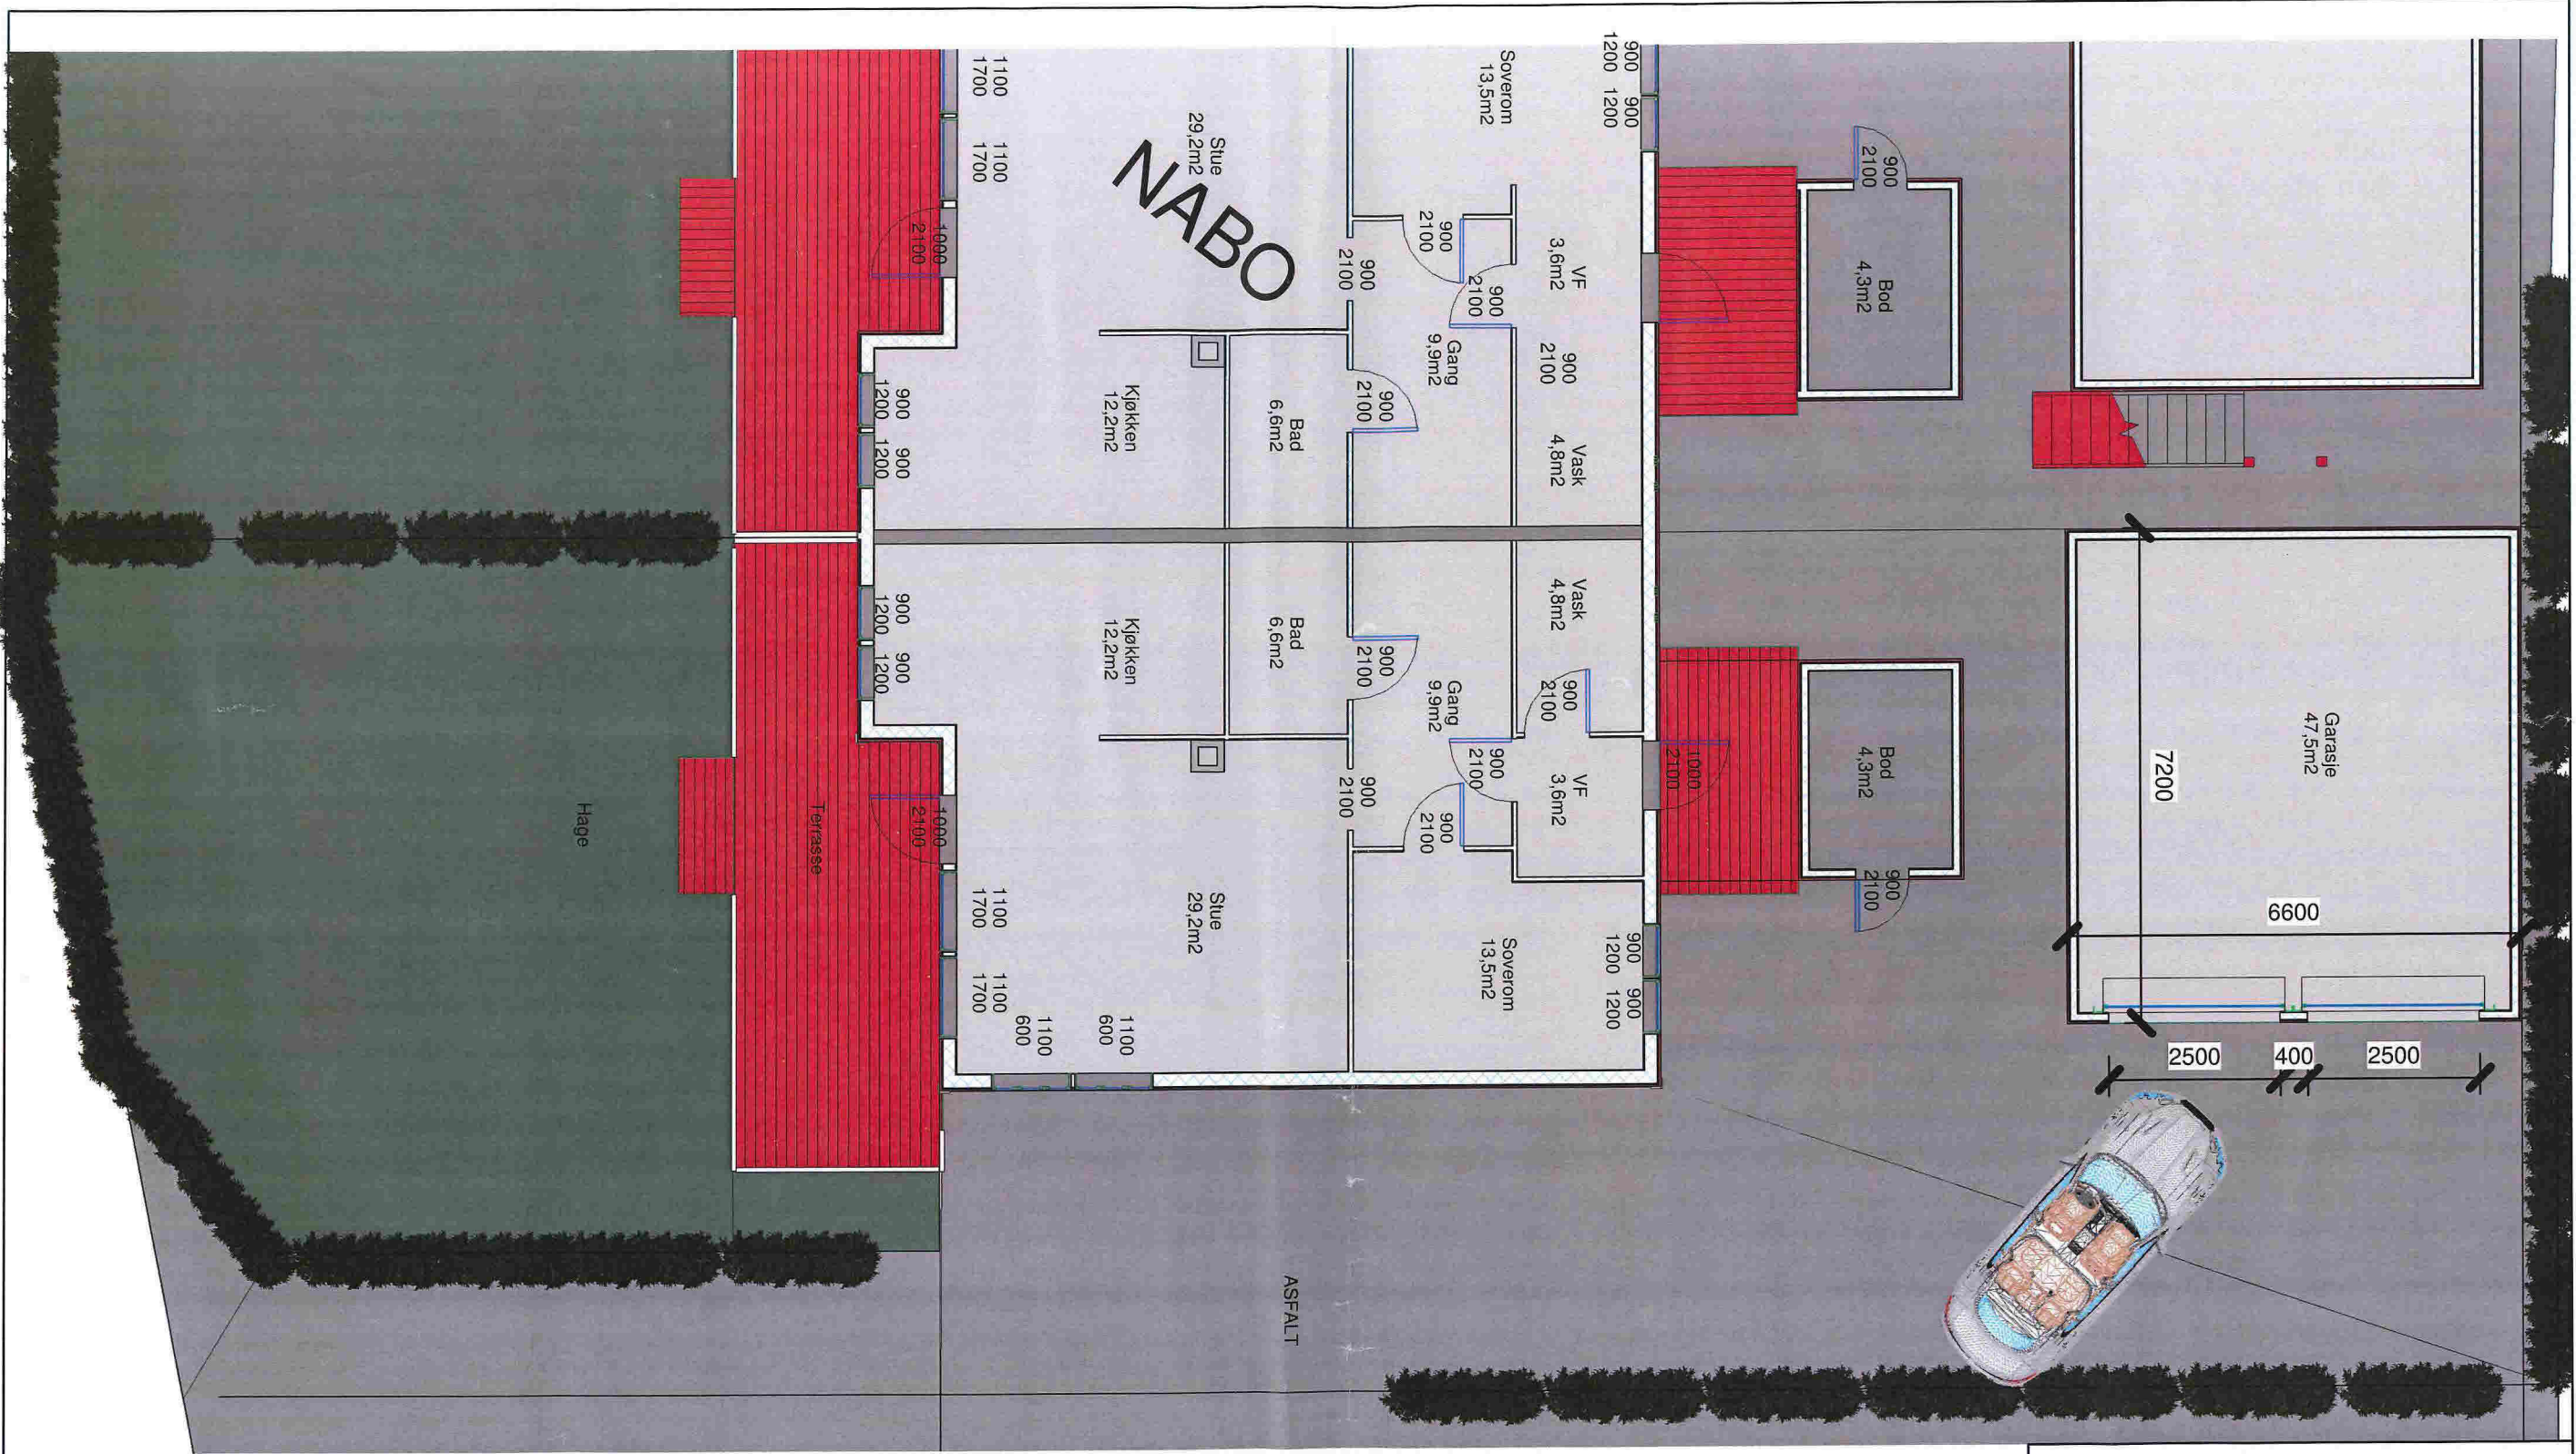 900
1200
900
1200
1100
1700
1100
1700
Stue
29,2m2
NABO
Soverom
13,5m2
900
2100
900
2100
900
2100
VF
3,6m2
900
2100
Bod
4,3m2
1000
2100
900
2100
Gang
9,9m2
900
2100
Kjøkken
12,2m2
Bad
6,6m2
Vask
4,8m2
900
1200
900
1200
900
1200
900
1200
Kjøkken
12,2m2
Bad
6,6m2
Vask
4,8m2
900
2100
Gang
9,9m2
900
2100
900
2100
900
2100
900
2100
VF
3,6m2
1000
2100
Bod
4,3m2
900
2100
Garasje
47,5m2
7200
6600
Hage
Terrasse
1000
2100
1100
1700
1100
1700
Stue
29,2m2
Soverom
13,5m2
900
1200
900
1200
1100
600
1100
600
2500
400
2500
ASFALT